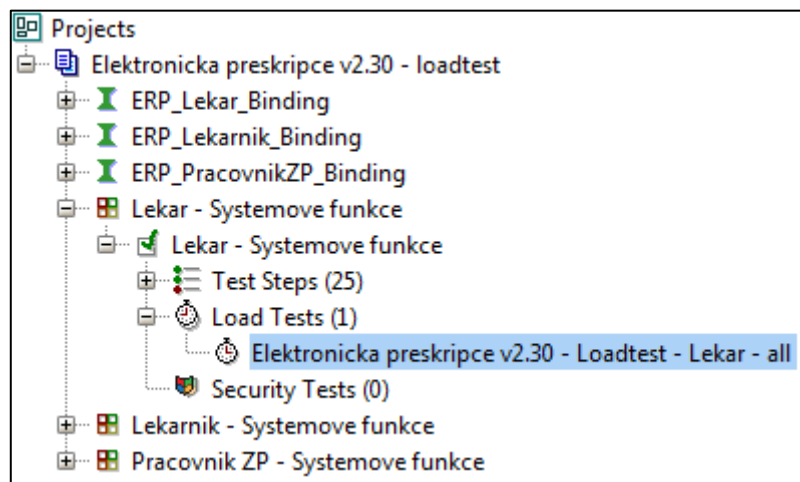 Projects
Elektronicka preskripce v2.30 - loadtest
ERP_Lekar_Binding
ERP_Lekarnik_Binding
ERP_PracovnikZP_Binding
Lekar - Systemove funkce
Lekar - Systemove funkce
Test Steps (25)
Load Tests (1)
Elektronicka preskripce v2.30 - Loadtest - Lekar - all
Security Tests (0)
Lekarnik - Systemove funkce
Pracovnik ZP - Systemove funkce